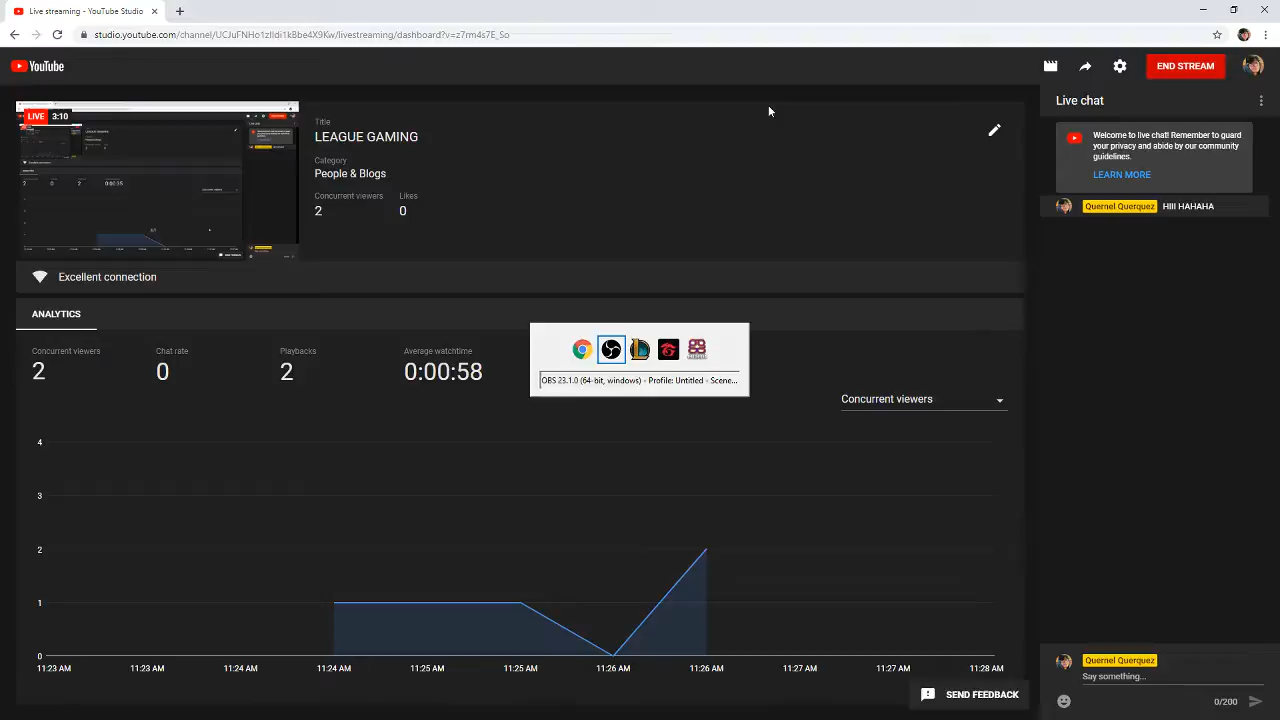 Live streaming - YouTube Studio
studio.youtube.com/channel/UCJuFNHo1zIIdi1kBbe4X9Kw/livestreaming/dashboard?v=z7rm4s7E_So
YouTube
END STREAM
LIVE 3:10
Title
LEAGUE GAMING
Category
People & Blogs
Concurrent viewers Likes
2 0
Excellent connection
ANALYTICS
Concurrent viewers Chat rate Playbacks Average watchtime
2 0 2 0:00:58
OBS 23.1.0 (64-bit, windows) - Profile: Untitled - Scene...
Concurrent viewers
4
3
2
1
0
11:23 AM 11:23 AM 11:24 AM 11:24 AM 11:25 AM 11:25 AM 11:26 AM 11:26 AM 11:27 AM 11:27 AM 11:28 AM
SEND FEEDBACK
Live chat
Welcome to live chat! Remember to guard
your privacy and abide by our community
guidelines.
LEARN MORE
Quernel Querquez HIII HAHAHA
Quernel Querquez
Say something...
0/200